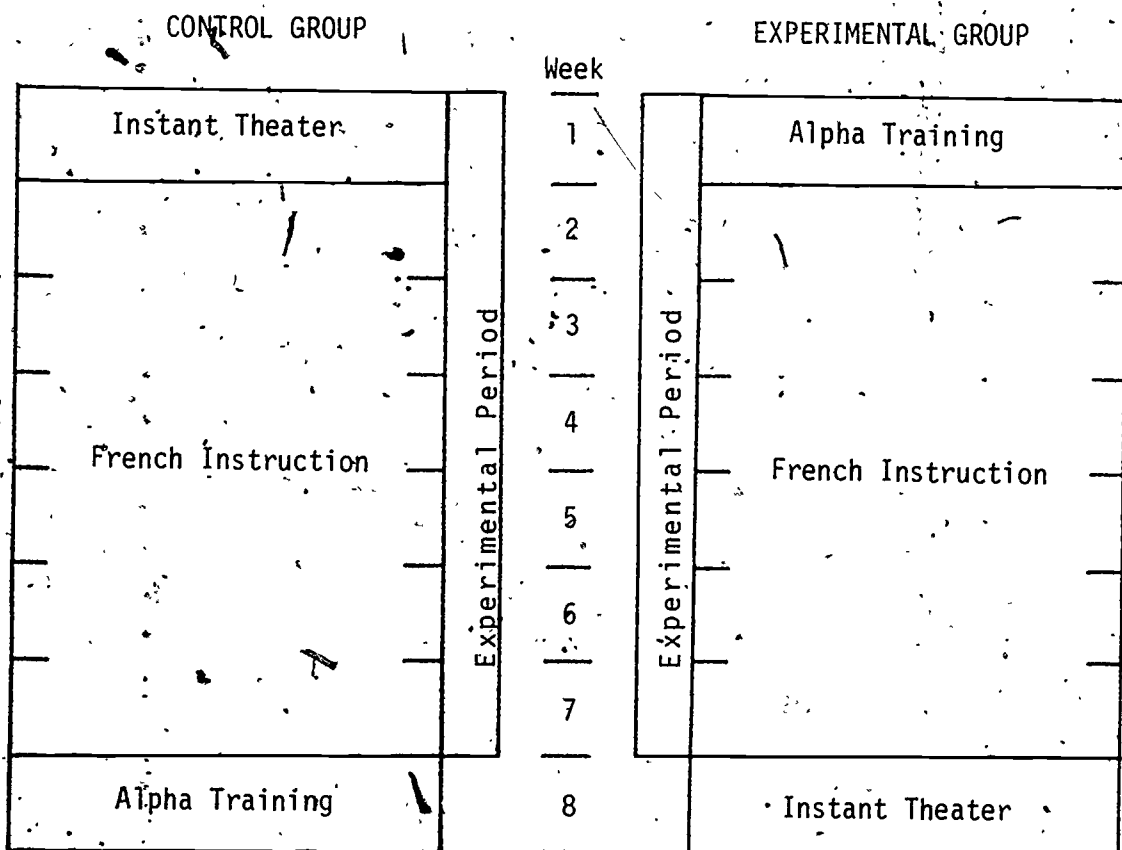 CONTROL GROUP
EXPERIMENTAL GROUP
Week
Instant Theater
1
Alpha Training
2
3
Experimental Period
Experimental Period
4
French Instruction
French Instruction
5
6
7
Alpha Training
8
Instant Theater